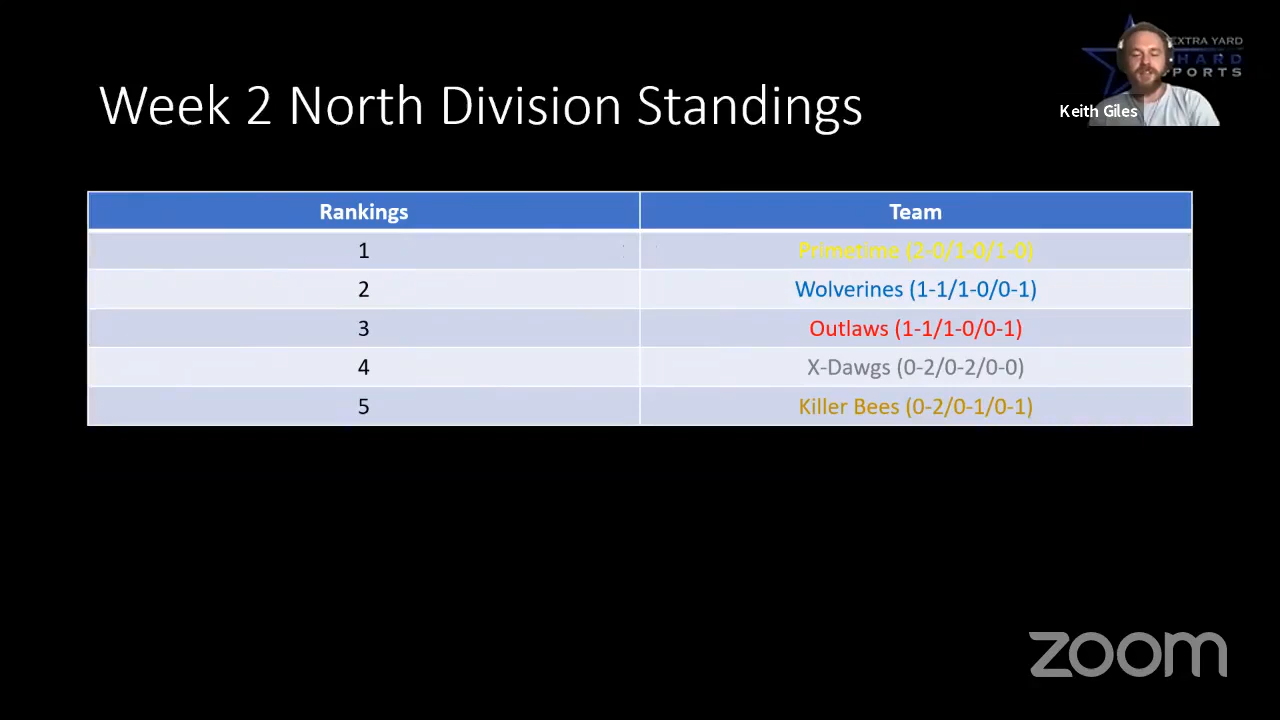 EXTRA YARD
HARD
PORTS
Keith Giles
Week 2 North Division Standings
Rankings Team
1 Primetime (2-0/1-0/1-0)
2 Wolverines (1-1/1-0/0-1)
3 Outlaws (1-1/1-0/0-1)
4 X-Dawgs (0-2/0-2/0-0)
5 Killer Bees (0-2/0-1/0-1)
zoom